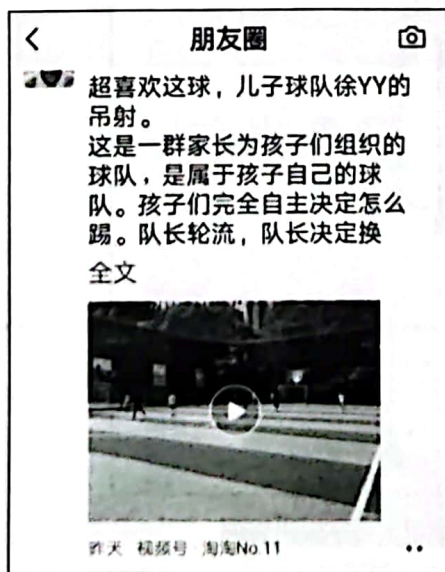 朋友圈
超喜欢这球，儿子球队徐YY的
吊射。
这是一群家长为孩子们组织的
球队，是属于孩子自己的球
队。孩子们完全自主决定怎么
踢。队长轮流，队长决定换
全文
昨天 视频号·淘淘No.11